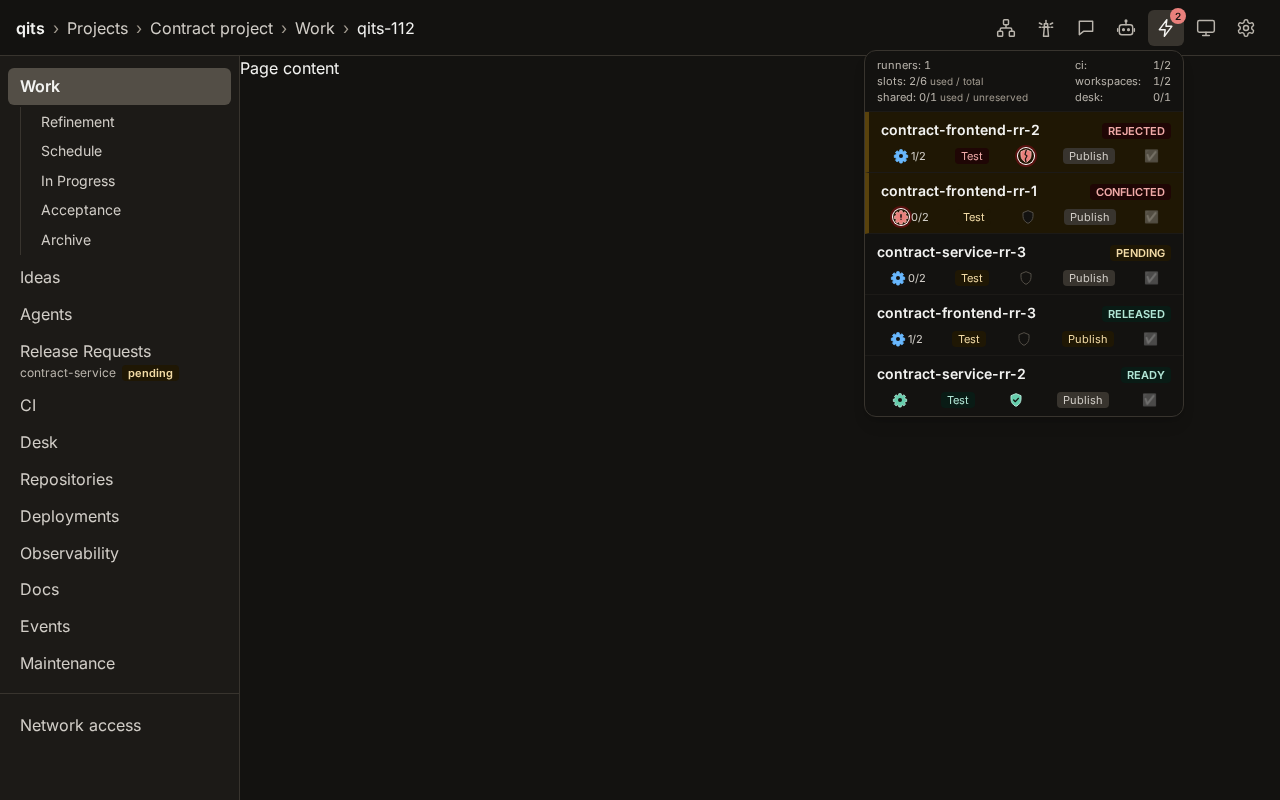 qits › Projects › Contract project › Work › qits-112
2
Work
Refinement
Schedule
In Progress
Acceptance
Archive
Ideas
Agents
Release Requests
contract-service pending
CI
Desk
Repositories
Deployments
Observability
Docs
Events
Maintenance
Network access
Page content
runners: 1 ci: 1/2
slots: 2/6 used / total workspaces: 1/2
shared: 0/1 used / unreserved desk: 0/1
contract-frontend-rr-2 REJECTED
1/2 Test Publish
contract-frontend-rr-1 CONFLICTED
0/2 Test Publish
contract-service-rr-3 PENDING
0/2 Test Publish
contract-frontend-rr-3 RELEASED
1/2 Test Publish
contract-service-rr-2 READY
Test Publish